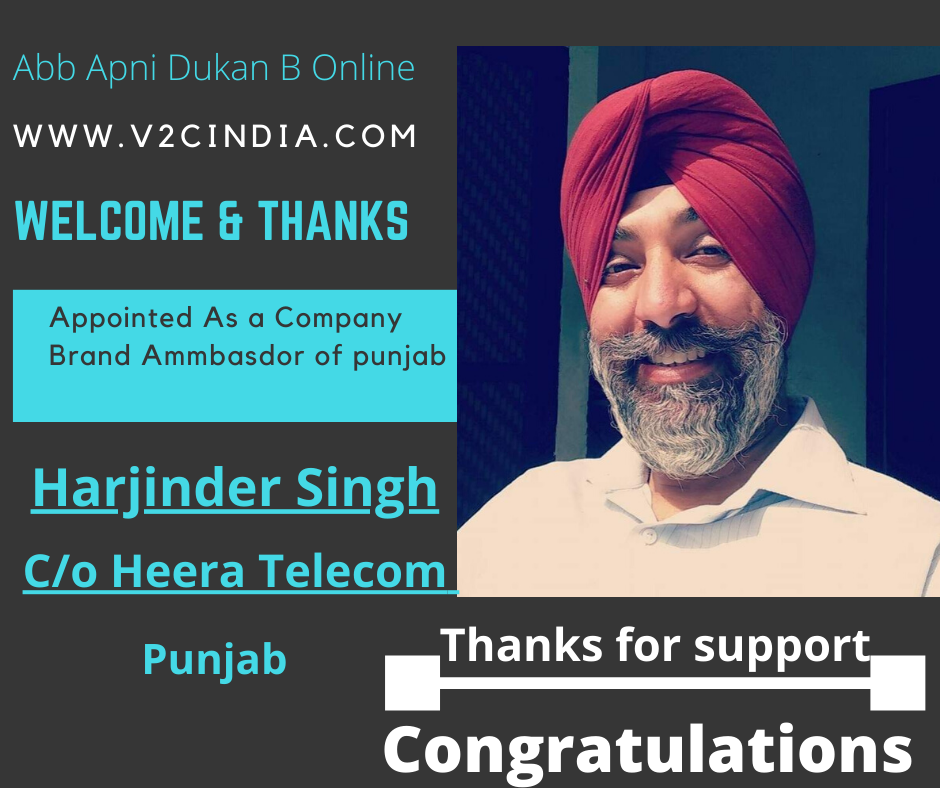 Abb Apni Dukan B Online
WWW.V2CINDIA.COM
WELCOME & THANKS
Appointed As a Company
Brand Ammbasdor of punjab
Harjinder Singh
C/o Heera Telecom
Punjab
Thanks for support
Congratulations